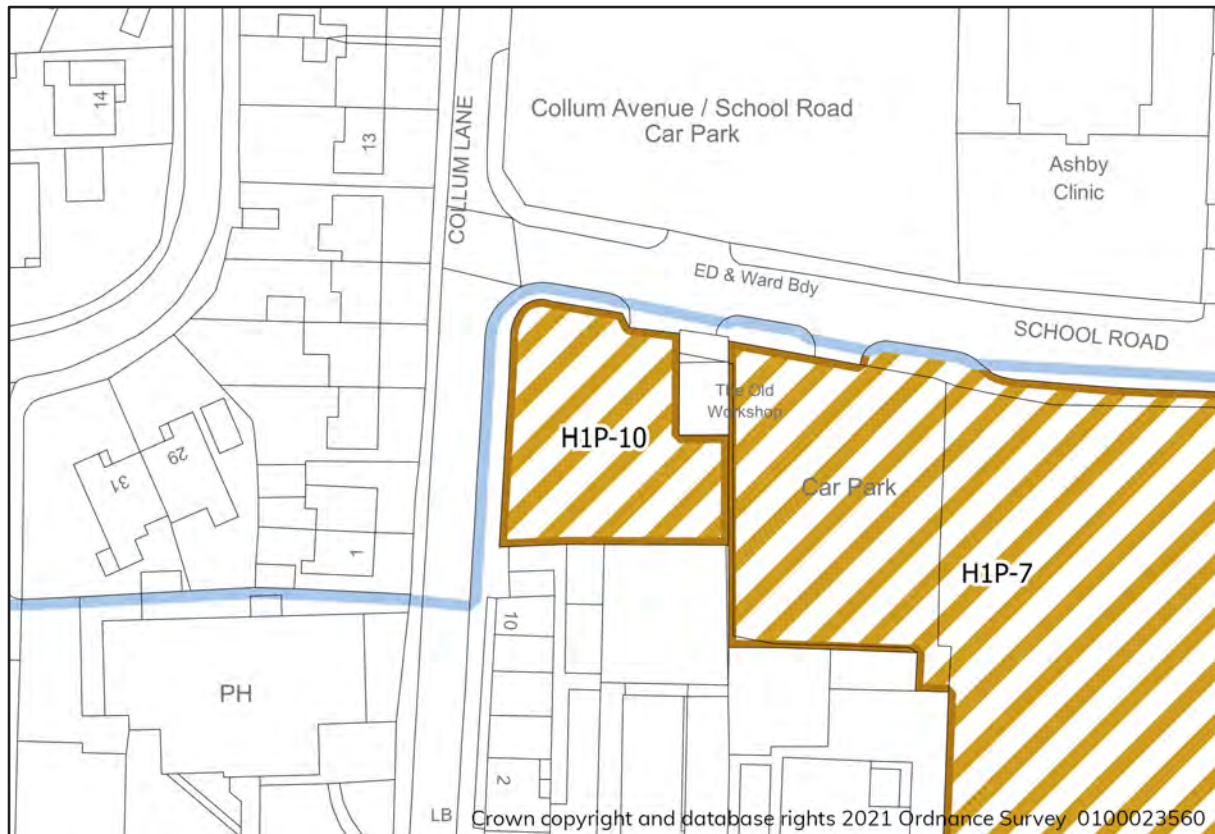 14
13
COLLUM LANE
Collum Avenue / School Road
Car Park
Ashby
Clinic
ED & Ward Bdy
SCHOOL ROAD
The Old
Workshop
H1P-10
Car Park
H1P-7
29
31
1
10
PH
2
LB
Crown copyright and database rights 2021 Ordnance Survey 0100023560